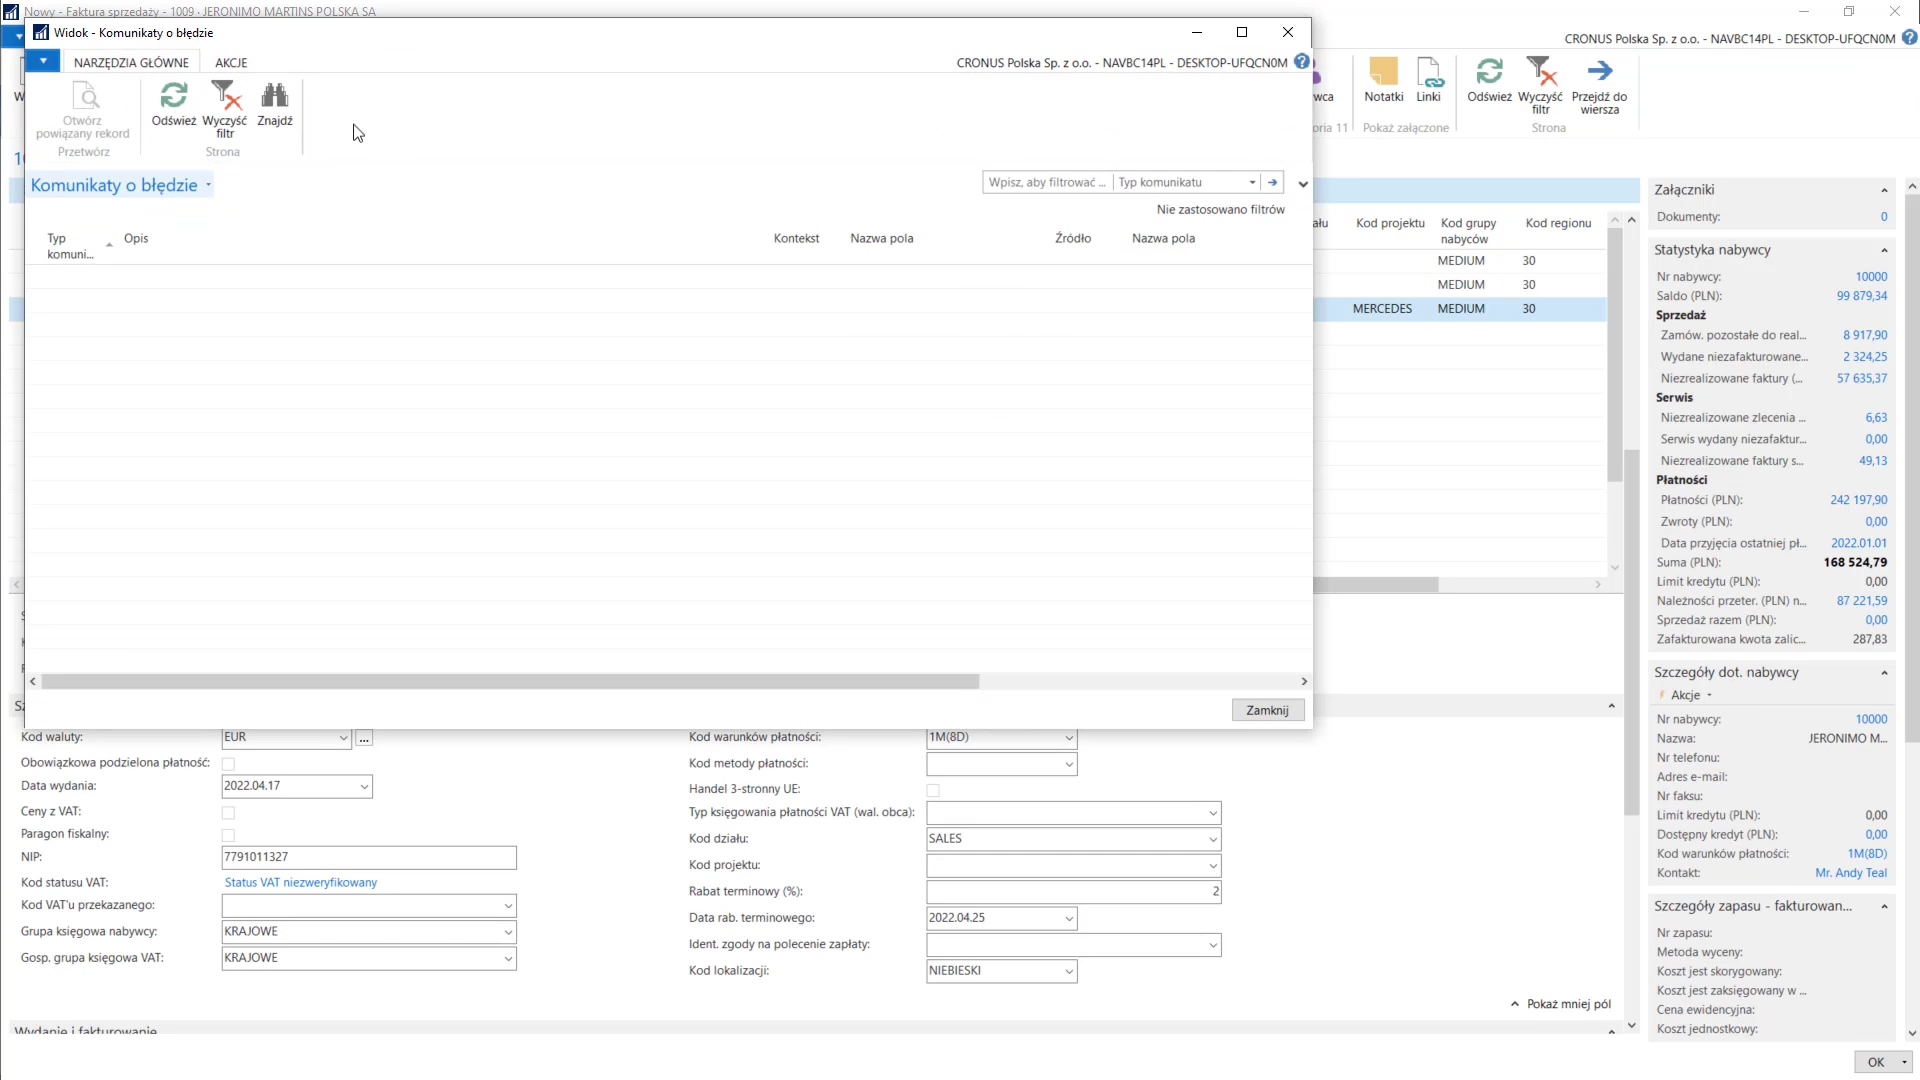 Nowy - Faktura sprzedaży - 1009 · JERONIMO MARTINS POLSKA SA
CRONUS Polska Sp. z o.o. - NAVBC14PL - DESKTOP-UFQCN0M
Widok - Komunikaty o błędzie
NARZĘDZIA GŁÓWNE
AKCJE
CRONUS Polska Sp. z o.o. - NAVBC14PL - DESKTOP-UFQCN0M
Otwórz
powiązany rekord
Odśwież
Wyczyść
filtr
Znajdź
Przetwórz
Strona
Notatki
Linki
Odśwież
Wyczyść
filtr
Przejdź do
wiersza
Pokaż załączone
Strona
Komunikaty o błędzie
Wpisz, aby filtrować ...
Typ komunikatu
Nie zastosowano filtrów
Typ
komuni...
Opis
Kontekst
Nazwa pola
Źródło
Nazwa pola
Kod projektu
Kod grupy
nabywców
Kod regionu
MEDIUM 30
MEDIUM 30
MERCEDES MEDIUM 30
Zamknij
Kod waluty: EUR
Obowiązkowa podzielona płatność:
Data wydania: 2022.04.17
Ceny z VAT:
Paragon fiskalny:
NIP: 7791011327
Kod statusu VAT: Status VAT niezweryfikowany
Kod VAT'u przekazanego:
Grupa księgowa nabywcy: KRAJOWE
Gosp. grupa księgowa VAT: KRAJOWE
Kod warunków płatności: 1M(8D)
Kod metody płatności:
Handel 3-stronny UE:
Typ księgowania płatności VAT (wal. obca):
Kod działu: SALES
Kod projektu:
Rabat terminowy (%): 2
Data rab. terminowego: 2022.04.25
Ident. zgody na polecenie zapłaty:
Kod lokalizacji: NIEBIESKI
Pokaż mniej pól
Wydanie i fakturowanie
Załączniki
Dokumenty: 0
Statystyka nabywcy
Nr nabywcy: 10000
Saldo (PLN): 99 879,34
Sprzedaż
Zamów. pozostałe do real... 8 917,90
Wydane niezafakturowane... 2 324,25
Niezrealizowane faktury (... 57 635,37
Serwis
Niezrealizowane zlecenia ... 6,63
Serwis wydany niezafaktur... 0,00
Niezrealizowane faktury s... 49,13
Płatności
Płatności (PLN): 242 197,90
Zwroty (PLN): 0,00
Data przyjęcia ostatniej pł... 2022.01.01
Suma (PLN): 168 524,79
Limit kredytu (PLN): 0,00
Należności przeter. (PLN) n... 87 221,59
Sprzedaż razem (PLN): 0,00
Zafakturowana kwota zalic... 287,83
Szczegóły dot. nabywcy
Akcje
Nr nabywcy: 10000
Nazwa: JERONIMO M...
Nr telefonu:
Adres e-mail:
Nr faksu:
Limit kredytu (PLN): 0,00
Dostępny kredyt (PLN): 0,00
Kod warunków płatności: 1M(8D)
Kontakt: Mr. Andy Teal
Szczegóły zapasu - fakturowan...
Nr zapasu:
Metoda wyceny:
Koszt jest skorygowany:
Koszt jest zaksięgowany w ...
Cena ewidencyjna:
Koszt jednostkowy:
OK